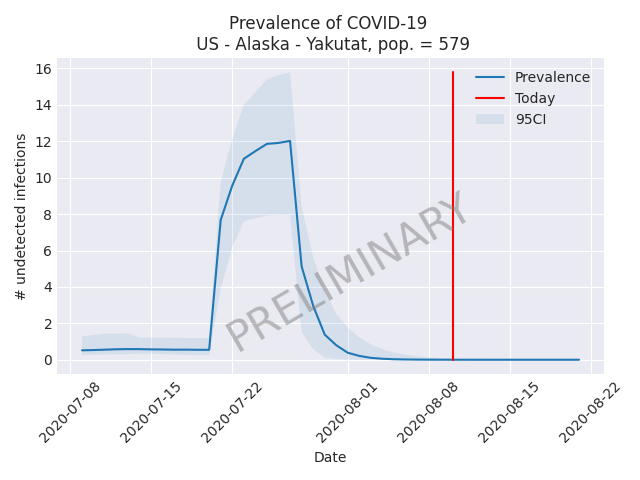 Prevalence of COVID-19
US - Alaska - Yakutat, pop. = 579
# undetected infections
16
14
12
10
8
6
4
2
0
Prevalence
Today
95CI
PRELIMINARY
2020-07-08
2020-07-15
2020-07-22
2020-08-01
2020-08-08
2020-08-15
2020-08-22
Date